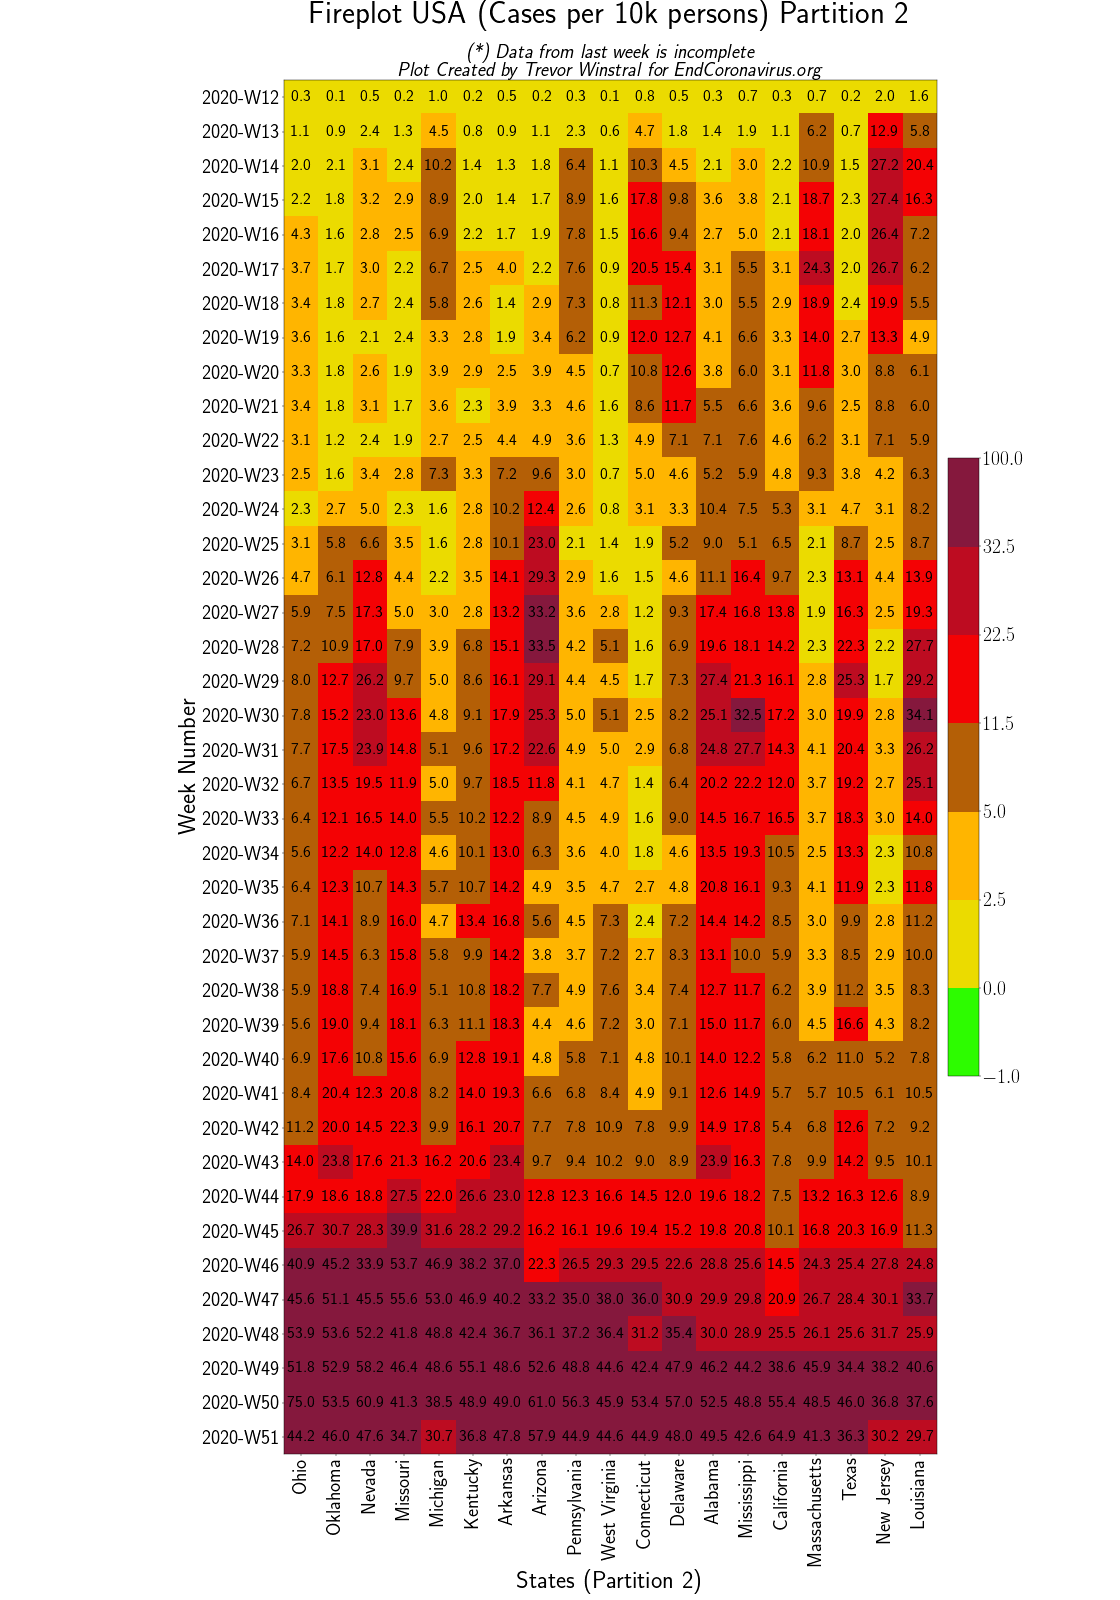 Fireplot USA (Cases per 10k persons) Partition 2
(*) Data from last week is incomplete
Plot Created by Trevor Winstral for EndCoronavirus.org
2020-W12 0.3 0.1 0.5 0.2 1.0 0.2 0.5 0.2 0.3 0.1 0.8 0.5 0.3 0.7 0.3 0.7 0.2 2.0 1.6
2020-W13 1.1 0.9 2.4 1.3 4.5 0.8 0.9 1.1 2.3 0.6 4.7 1.8 1.4 1.9 1.1 6.2 0.7 12.9 5.8
2020-W14 2.0 2.1 3.1 2.4 10.2 1.4 1.3 1.8 6.4 1.1 10.3 4.5 2.1 3.0 2.2 10.9 1.5 27.2 20.4
2020-W15 2.2 1.8 3.2 2.9 8.9 2.0 1.4 1.7 8.9 1.6 17.8 9.8 3.6 3.8 2.1 18.7 2.3 27.4 16.3
2020-W16 4.3 1.6 2.8 2.5 6.9 2.2 1.7 1.9 7.8 1.5 16.6 9.4 2.7 5.0 2.1 18.1 2.0 26.4 7.2
2020-W17 3.7 1.7 3.0 2.2 6.7 2.5 4.0 2.2 7.6 0.9 20.5 15.4 3.1 5.5 3.1 24.3 2.0 26.7 6.2
2020-W18 3.4 1.8 2.7 2.4 5.8 2.6 1.4 2.9 7.3 0.8 11.3 12.1 3.0 5.5 2.9 18.9 2.4 19.9 5.5
2020-W19 3.6 1.6 2.1 2.4 3.3 2.8 1.9 3.4 6.2 0.9 12.0 12.7 4.1 6.6 3.3 14.0 2.7 13.3 4.9
2020-W20 3.3 1.8 2.6 1.9 3.9 2.9 2.5 3.9 4.5 0.7 10.8 12.6 3.8 6.0 3.1 11.8 3.0 8.8 6.1
2020-W21 3.4 1.8 3.1 1.7 3.6 2.3 3.9 3.3 4.6 1.6 8.6 11.7 5.5 6.6 3.6 9.6 2.5 8.8 6.0
2020-W22 3.1 1.2 2.4 1.9 2.7 2.5 4.4 4.9 3.6 1.3 4.9 7.1 7.1 7.6 4.6 6.2 3.1 7.1 5.9
2020-W23 2.5 1.6 3.4 2.8 7.3 3.3 7.2 9.6 3.0 0.7 5.0 4.6 5.2 5.9 4.8 9.3 3.8 4.2 6.3
2020-W24 2.3 2.7 5.0 2.3 1.6 2.8 10.2 12.4 2.6 0.8 3.1 3.3 10.4 7.5 5.3 3.1 4.7 3.1 8.2
2020-W25 3.1 5.8 6.6 3.5 1.6 2.8 10.1 23.0 2.1 1.4 1.9 5.2 9.0 5.1 6.5 2.1 8.7 2.5 8.7
2020-W26 4.7 6.1 12.8 4.4 2.2 3.5 14.1 29.3 2.9 1.6 1.5 4.6 11.1 16.4 9.7 2.3 13.1 4.4 13.9
2020-W27 5.9 7.5 17.3 5.0 3.0 2.8 13.2 33.2 3.6 2.8 1.2 9.3 17.4 16.8 13.8 1.9 16.3 2.5 19.3
2020-W28 7.2 10.9 17.0 7.9 3.9 6.8 15.1 33.5 4.2 5.1 1.6 6.9 19.6 18.1 14.2 2.3 22.3 2.2 27.7
2020-W29 8.0 12.7 26.2 9.7 5.0 8.6 16.1 29.1 4.4 4.5 1.7 7.3 27.4 21.3 16.1 2.8 25.3 1.7 29.2
2020-W30 7.8 15.2 23.0 13.6 4.8 9.1 17.9 25.3 5.0 5.1 2.5 8.2 25.1 32.5 17.2 3.0 19.9 2.8 34.1
2020-W31 7.7 17.5 23.9 14.8 5.1 9.6 17.2 22.6 4.9 5.0 2.9 6.8 24.8 27.7 14.3 4.1 20.4 3.3 26.2
2020-W32 6.7 13.5 19.5 11.9 5.0 9.7 18.5 11.8 4.1 4.7 1.4 6.4 20.2 22.2 12.0 3.7 19.2 2.7 25.1
2020-W33 6.4 12.1 16.5 14.0 5.5 10.2 12.2 8.9 4.5 4.9 1.6 9.0 14.5 16.7 16.5 3.7 18.3 3.0 14.0
2020-W34 5.6 12.2 14.0 12.8 4.6 10.1 13.0 6.3 3.6 4.0 1.8 4.6 13.5 19.3 10.5 2.5 13.3 2.3 10.8
2020-W35 6.4 12.3 10.7 14.3 5.7 10.7 14.2 4.9 3.5 4.7 2.7 4.8 20.8 16.1 9.3 4.1 11.9 2.3 11.8
2020-W36 7.1 14.1 8.9 16.0 4.7 13.4 16.8 5.6 4.5 7.3 2.4 7.2 14.4 14.2 8.5 3.0 9.9 2.8 11.2
2020-W37 5.9 14.5 6.3 15.8 5.8 9.9 14.2 3.8 3.7 7.2 2.7 8.3 13.1 10.0 5.9 3.3 8.5 2.9 10.0
2020-W38 5.9 18.8 7.4 16.9 5.1 10.8 18.2 7.7 4.9 7.6 3.4 7.4 12.7 11.7 6.2 3.9 11.2 3.5 8.3
2020-W39 5.6 19.0 9.4 18.1 6.3 11.1 18.3 4.4 4.6 7.2 3.0 7.1 15.0 11.7 6.0 4.5 16.6 4.3 8.2
2020-W40 6.9 17.6 10.8 15.6 6.9 12.8 19.1 4.8 5.8 7.1 4.8 10.1 14.0 12.2 5.8 6.2 11.0 5.2 7.8
2020-W41 8.4 20.4 12.3 20.8 8.2 14.0 19.3 6.6 6.8 8.4 4.9 9.1 12.6 14.9 5.7 5.7 10.5 6.1 10.5
2020-W42 11.2 20.0 14.5 22.3 9.9 16.1 20.7 7.7 7.8 10.9 7.8 9.9 14.9 17.8 5.4 6.8 12.6 7.2 9.2
2020-W43 14.0 23.8 17.6 21.3 16.2 20.6 23.4 9.7 9.4 10.2 9.0 8.9 23.9 16.3 7.8 9.9 14.2 9.5 10.1
2020-W44 17.9 18.6 18.8 27.5 22.0 26.6 23.0 12.8 12.3 16.6 14.5 12.0 19.6 18.2 7.5 13.2 16.3 12.6 8.9
2020-W45 26.7 30.7 28.3 39.9 31.6 28.2 29.2 16.2 16.1 19.6 19.4 15.2 19.8 20.8 10.1 16.8 20.3 16.9 11.3
2020-W46 40.9 45.2 33.9 53.7 46.9 38.2 37.0 22.3 26.5 29.3 29.5 22.6 28.8 25.6 14.5 24.3 25.4 27.8 24.8
2020-W47 45.6 51.1 45.5 55.6 53.0 46.9 40.2 33.2 35.0 38.0 36.0 30.9 29.9 29.8 20.9 26.7 28.4 30.1 33.7
2020-W48 53.9 53.6 52.2 41.8 48.8 42.4 36.7 36.1 37.2 36.4 31.2 35.4 30.0 28.9 25.5 26.1 25.6 31.7 25.9
2020-W49 51.8 52.9 58.2 46.4 48.6 55.1 48.6 52.6 48.8 44.6 42.4 47.9 46.2 44.2 38.6 45.9 34.4 38.2 40.6
2020-W50 75.0 53.5 60.9 41.3 38.5 48.9 49.0 61.0 56.3 45.9 53.4 57.0 52.5 48.8 55.4 48.5 46.0 36.8 37.6
2020-W51 44.2 46.0 47.6 34.7 30.7 36.8 47.8 57.9 44.9 44.6 44.9 48.0 49.5 42.6 64.9 41.3 36.3 30.2 29.7
Week Number
Ohio Oklahoma Nevada Missouri Michigan Kentucky Arkansas Arizona Pennsylvania West Virginia Connecticut Delaware Alabama Mississippi California Massachusetts Texas New Jersey Louisiana
States (Partition 2)
100.0
32.5
22.5
11.5
5.0
2.5
0.0
−1.0